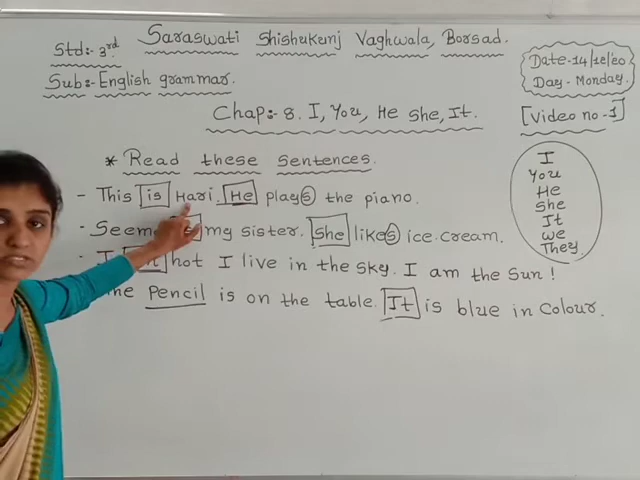 Std:- 3rd
Saraswati Shishukunj Vaghwala, Borsad.
Sub:- English grammar.
Date-14/12/20
Day - Monday.
Chap:- 8. I, You, He She, It.
[Video no-1]
* Read these sentences.
- This is Hari. He plays the piano.
- Seema my sister. She likes ice.cream.
- I hot I live in the sky. I am the Sun!
Pencil is on the table. It is blue in Colour.
I
You
He
She
It
We
They